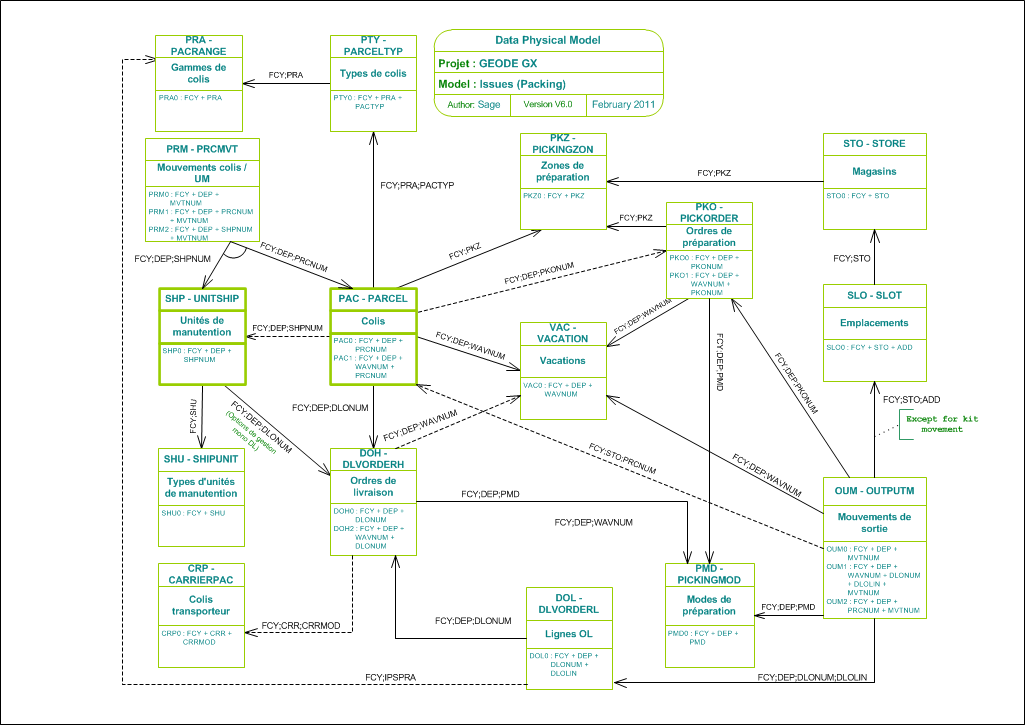 Data Physical Model
Projet : GEODE GX
Model : Issues (Packing)
Author: Sage
Version V6.0
February 2011
PRA -
PACRANGE
Gammes de
colis
PRA0 : FCY + PRA
FCY;PRA
PTY -
PARCELTYP
Types de colis
PTY0 : FCY + PRA +
PACTYP
PRM - PRCMVT
Mouvements colis /
UM
PRM0 : FCY + DEP +
MVTNUM
PRM1 : FCY + DEP + PRCNUM
+ MVTNUM
PRM2 : FCY + DEP + SHPNUM
+ MVTNUM
FCY;PRA;PACTYP
PKZ -
PICKINGZON
Zones de
préparation
PKZ0 : FCY + PKZ
FCY;PKZ
STO - STORE
Magasins
STO0 : FCY + STO
PKO -
PICKORDER
Ordres de
préparation
PKO0 : FCY + DEP +
PKONUM
PKO1 : FCY + DEP +
WAVNUM +
PKONUM
FCY;PKZ
FCY;PKZ
FCY;DEP;SHPNUM
FCY;DEP;PRCNUM
FCY;DEP;PKONUM
FCY;STO
SHP - UNITSHIP
Unités de
manutention
SHP0 : FCY + DEP +
SHPNUM
FCY;DEP;SHPNUM
PAC - PARCEL
Colis
PAC0 : FCY + DEP +
PRCNUM
PAC1 : FCY + DEP +
WAVNUM +
PRCNUM
FCY;DEP;WAVNUM
FCY;DEP;WAVNUM
VAC -
VACATION
Vacations
VAC0 : FCY + DEP +
WAVNUM
FCY;DEP;PMD
SLO - SLOT
Emplacements
SLO0 : FCY + STO + ADD
FCY;DEP;PKONUM
FCY;STO;ADD
Except for kit
movement
FCY;SHU
FCY;DEP;DLONUM
(Options de gestion
mono DL)
FCY;DEP;DLONUM
FCY;DEP;WAVNUM
FCY;STO;PRCNUM
FCY;DEP;WAVNUM
SHU - SHIPUNIT
Types d'unités
de manutention
SHU0 : FCY + SHU
DOH -
DLVORDERH
Ordres de
livraison
DOH0 : FCY + DEP +
DLONUM
DOH2 : FCY + DEP +
WAVNUM +
DLONUM
FCY;DEP;PMD
FCY;DEP;WAVNUM
OUM - OUTPUTM
Mouvements de
sortie
OUM0 : FCY + DEP +
MVTNUM
OUM1 : FCY + DEP +
WAVNUM + DLONUM
+ DLOLIN +
MVTNUM
OUM2 : FCY + DEP +
PRCNUM + MVTNUM
CRP -
CARRIERPAC
Colis
transporteur
CRP0 : FCY + CRR +
CRRMOD
FCY;CRR;CRRMOD
FCY;DEP;DLONUM
DOL -
DLVORDERL
Lignes OL
DOL0 : FCY + DEP +
DLONUM +
DLOLIN
PMD -
PICKINGMOD
Modes de
préparation
PMD0 : FCY + DEP +
PMD
FCY;DEP;PMD
FCY;IPSPRA
FCY;DEP;DLONUM;DLOLIN